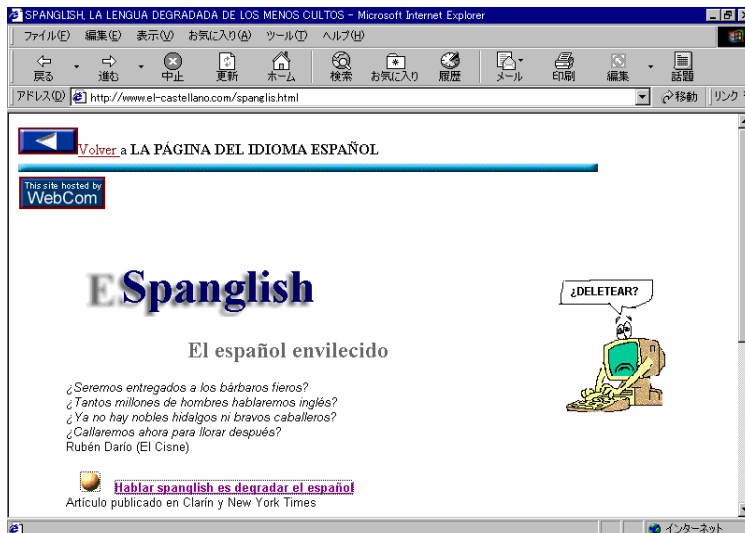 SPANGLISH, LA LENGUA DEGRADADA DE LOS MENOS CULTOS - Microsoft Internet Explorer
ファイル(F) 編集(E) 表示(V) お気に入り(A) ツール(T) ヘルプ(H)
戻る 進む 中止 更新 ホーム 検索 お気に入り 履歴 メール 印刷 編集 話題
アドレス(D) http://www.el-castellano.com/spanglis.html 移動 リンク
Volver a LA PÁGINA DEL IDIOMA ESPAÑOL
This site hosted by
WebCom
ESpanglish
¿DELETEAR?
El español envilecido
¿Seremos entregados a los bárbaros fieros?
¿Tantos millones de hombres hablaremos inglés?
¿Ya no hay nobles hidalgos ni bravos caballeros?
¿Callaremos ahora para llorar después?
Rubén Darío (El Cisne)
Hablar spanglish es degradar el español
Artículo publicado en Clarín y New York Times
インターネット